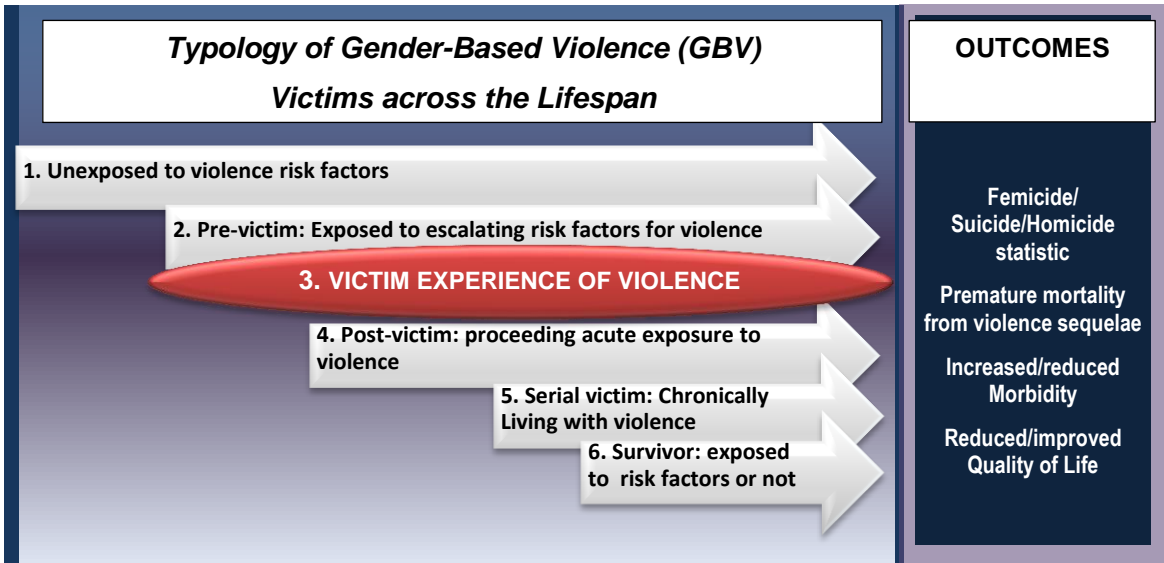 Typology of Gender-Based Violence (GBV)
Victims across the Lifespan
1. Unexposed to violence risk factors
2. Pre-victim: Exposed to escalating risk factors for violence
3. VICTIM EXPERIENCE OF VIOLENCE
4. Post-victim: proceeding acute exposure to
violence
5. Serial victim: Chronically
Living with violence
6. Survivor: exposed
to risk factors or not
OUTCOMES
Femicide/
Suicide/Homicide
statistic
Premature mortality
from violence sequelae
Increased/reduced
Morbidity
Reduced/improved
Quality of Life